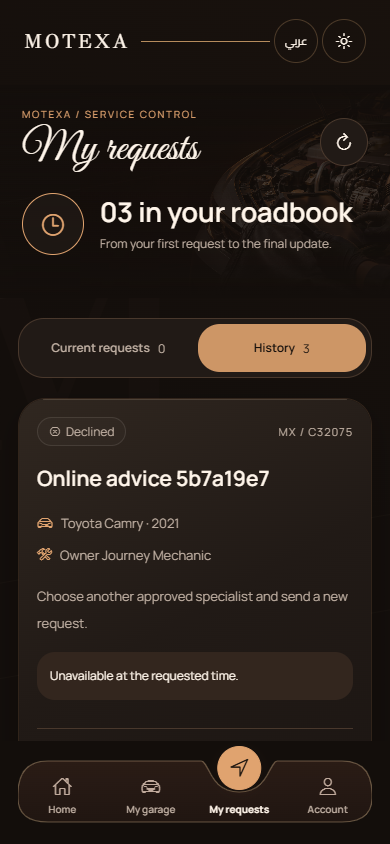 MOTEXA
عربي
MOTEXA / SERVICE CONTROL
My requests
03 in your roadbook
From your first request to the final update.
Current requests 0
History 3
Declined
MX / C32075
Online advice 5b7a19e7
Toyota Camry · 2021
Owner Journey Mechanic
Choose another approved specialist and send a new
request.
Unavailable at the requested time.
Home
My garage
My requests
Account